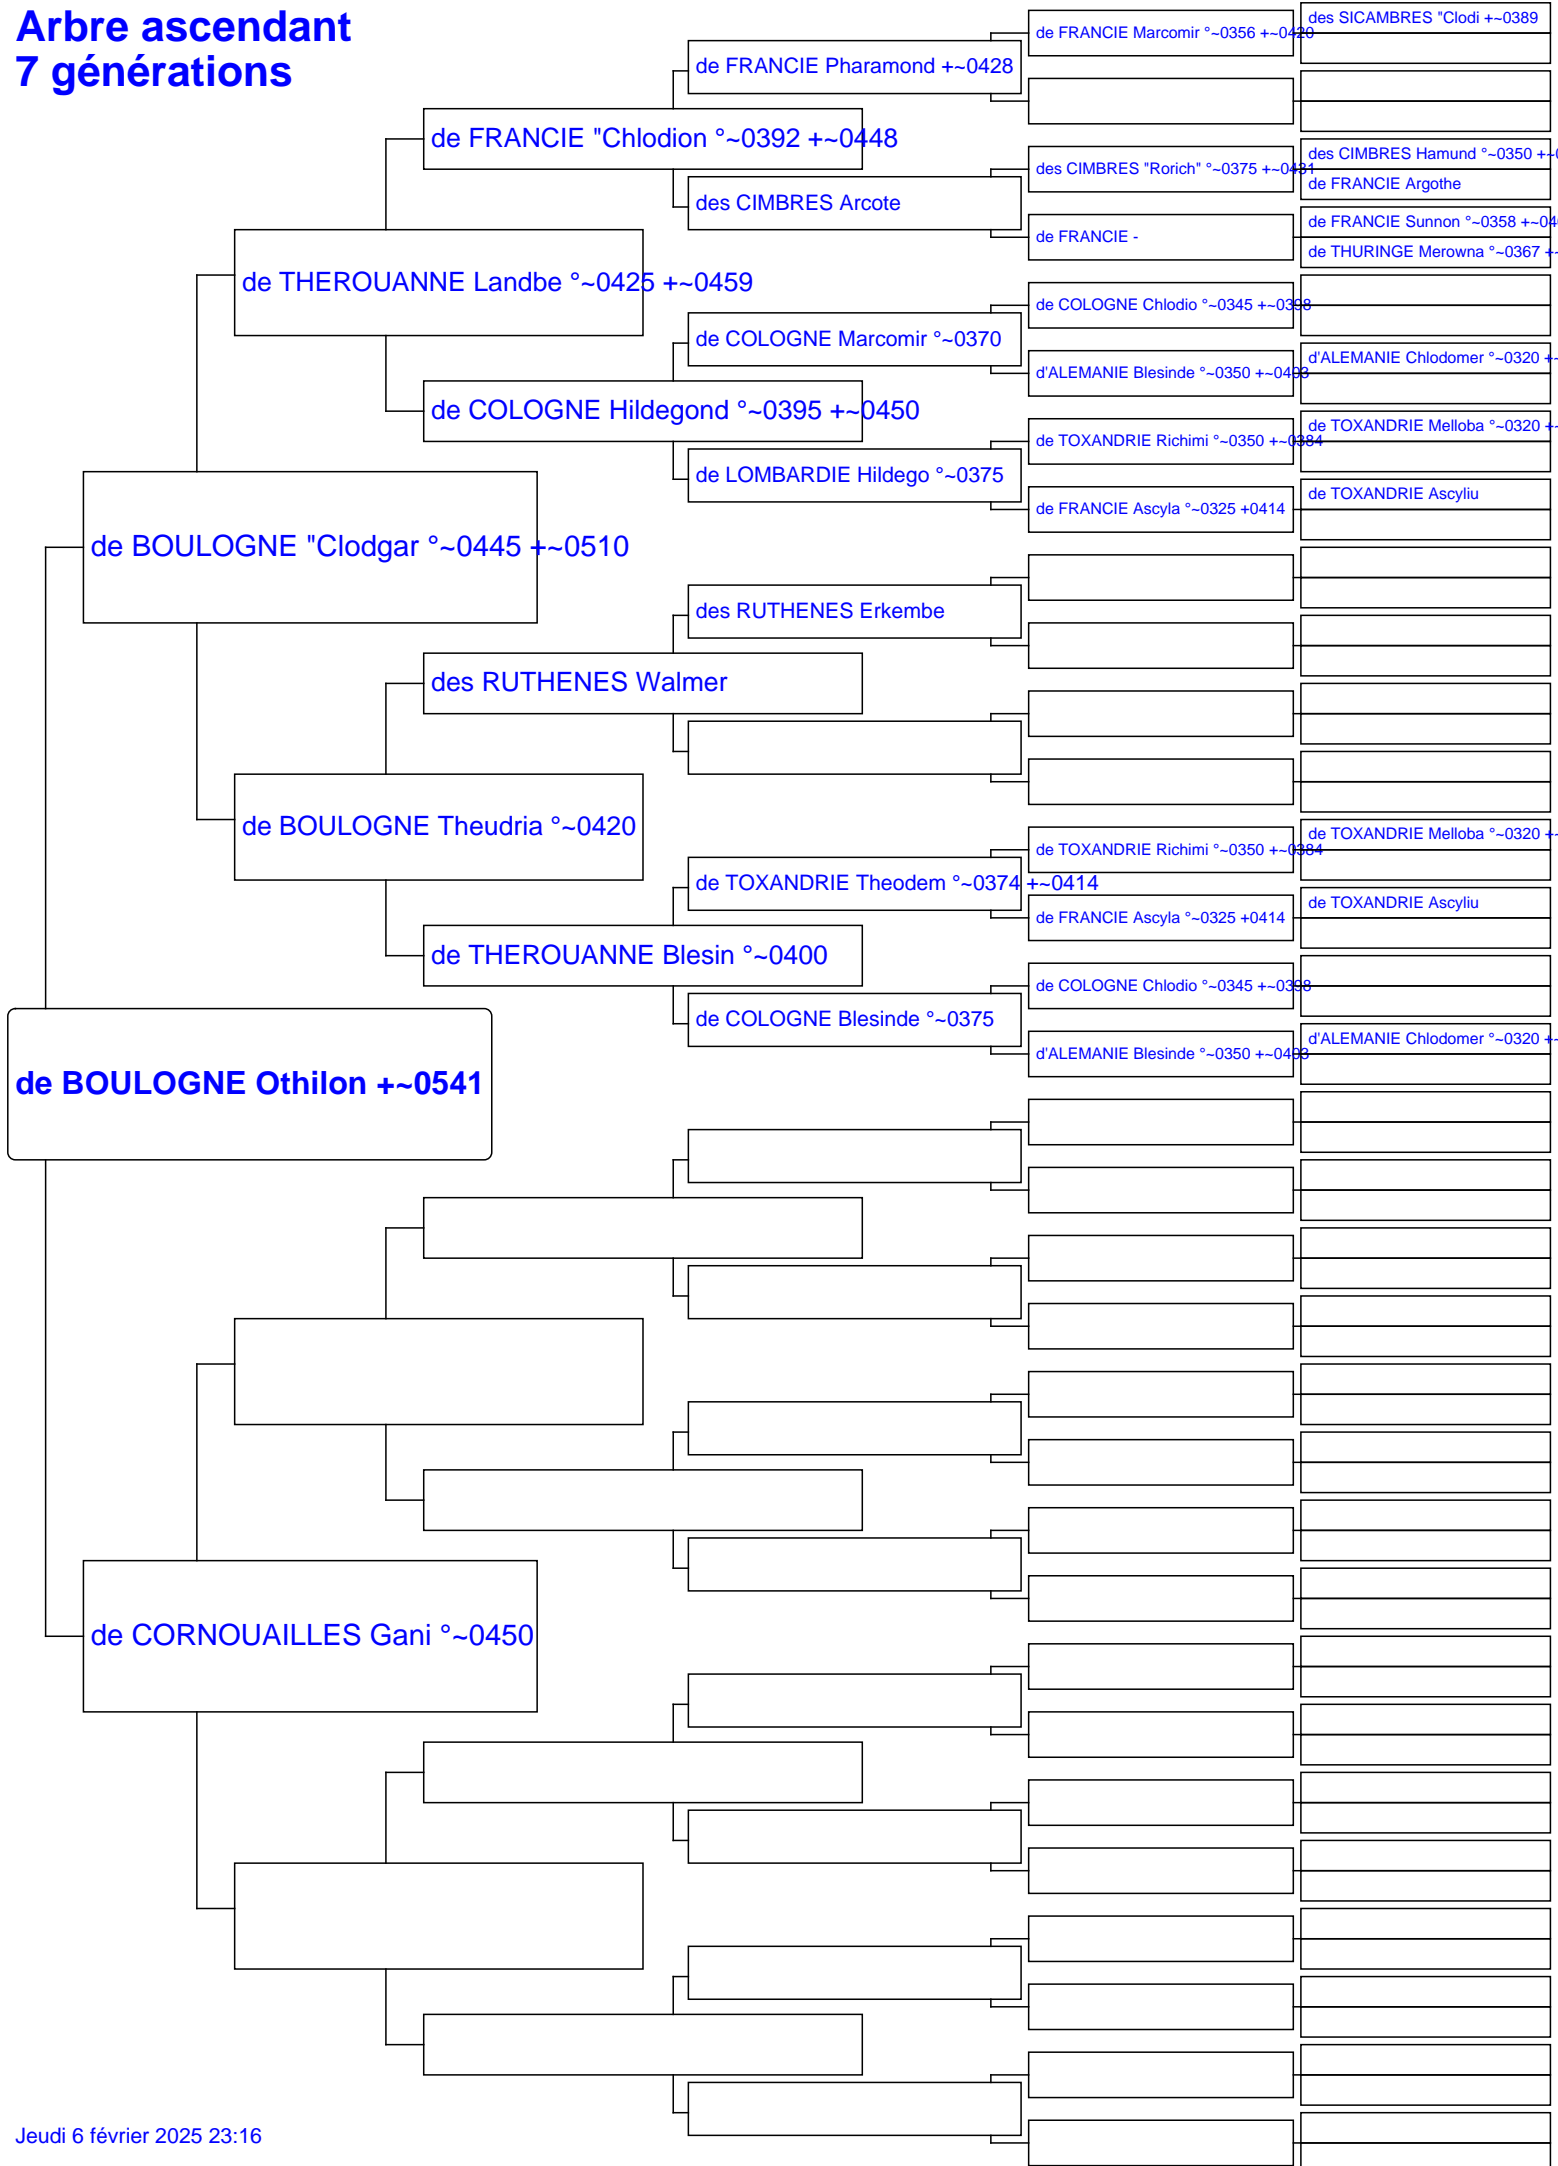 Arbre ascendant
7 générations
de BOULOGNE Othilon +~0541
de BOULOGNE "Clodgar °~0445 +~0510
de CORNOUAILLES Gani °~0450
de THEROUANNE Landbe °~0425 +~0459
de BOULOGNE Theudria °~0420
de FRANCIE "Chlodion °~0392 +~0448
de COLOGNE Hildegond °~0395 +~0450
des RUTHENES Walmer
de THEROUANNE Blesin °~0400
de FRANCIE Pharamond +~0428
des CIMBRES Arcote
de COLOGNE Marcomir °~0370
de LOMBARDIE Hildego °~0375
des RUTHENES Erkembe
de TOXANDRIE Theodem °~0374 +~0414
de COLOGNE Blesinde °~0375
de FRANCIE Marcomir °~0356 +~0420
des CIMBRES "Rorich" °~0375 +~0431
de FRANCIE -
de COLOGNE Chlodio °~0345 +~0398
d'ALEMANIE Blesinde °~0350 +~0403
de TOXANDRIE Richimi °~0350 +~0384
de FRANCIE Ascyla °~0325 +0414
de TOXANDRIE Richimi °~0350 +~0384
de FRANCIE Ascyla °~0325 +0414
de COLOGNE Chlodio °~0345 +~0398
d'ALEMANIE Blesinde °~0350 +~0403
des SICAMBRES "Clodi +~0389
des CIMBRES Hamund °~0350 +~
de FRANCIE Argothe
de FRANCIE Sunnon °~0358 +~04
de THURINGE Merowna °~0367 +~
d'ALEMANIE Chlodomer °~0320 +~
de TOXANDRIE Melloba °~0320 +~
de TOXANDRIE Ascyliu
de TOXANDRIE Melloba °~0320 +~
de TOXANDRIE Ascyliu
d'ALEMANIE Chlodomer °~0320 +~
Jeudi 6 février 2025 23:16